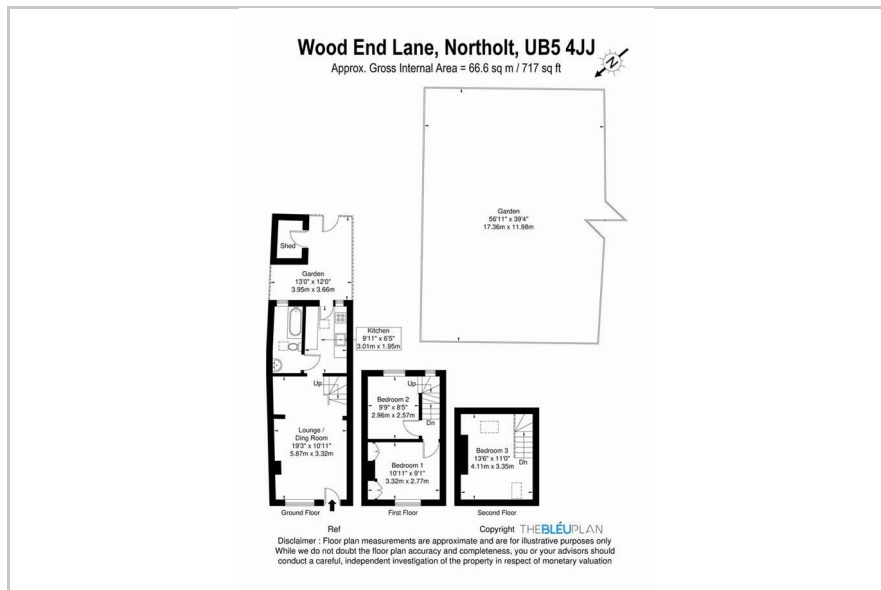 Wood End Lane, Northolt, UB5 4JJ
Approx. Gross Internal Area = 66.6 sq m / 717 sq ft
N
Garden
56'11" x 39'4"
17.36m x 11.98m
Shed
Garden
13'0" x 12'0"
3.95m x 3.66m
Kitchen
9'11" x 6'5"
3.01m x 1.95m
Up
Lounge /
Ding Room
19'3" x 10'11"
5.87m x 3.32m
Ground Floor
Up
Bedroom 2
9'9" x 8'5"
2.96m x 2.57m
Dn
Bedroom 1
10'11" x 9'1"
3.32m x 2.77m
First Floor
Bedroom 3
13'6" x 11'0"
4.11m x 3.35m
Dn
Second Floor
Ref
Copyright THEBLÉUPLAN
Disclaimer : Floor plan measurements are approximate and are for illustrative purposes only
While we do not doubt the floor plan accuracy and completeness, you or your advisors should
conduct a careful, independent investigation of the property in respect of monetary valuation